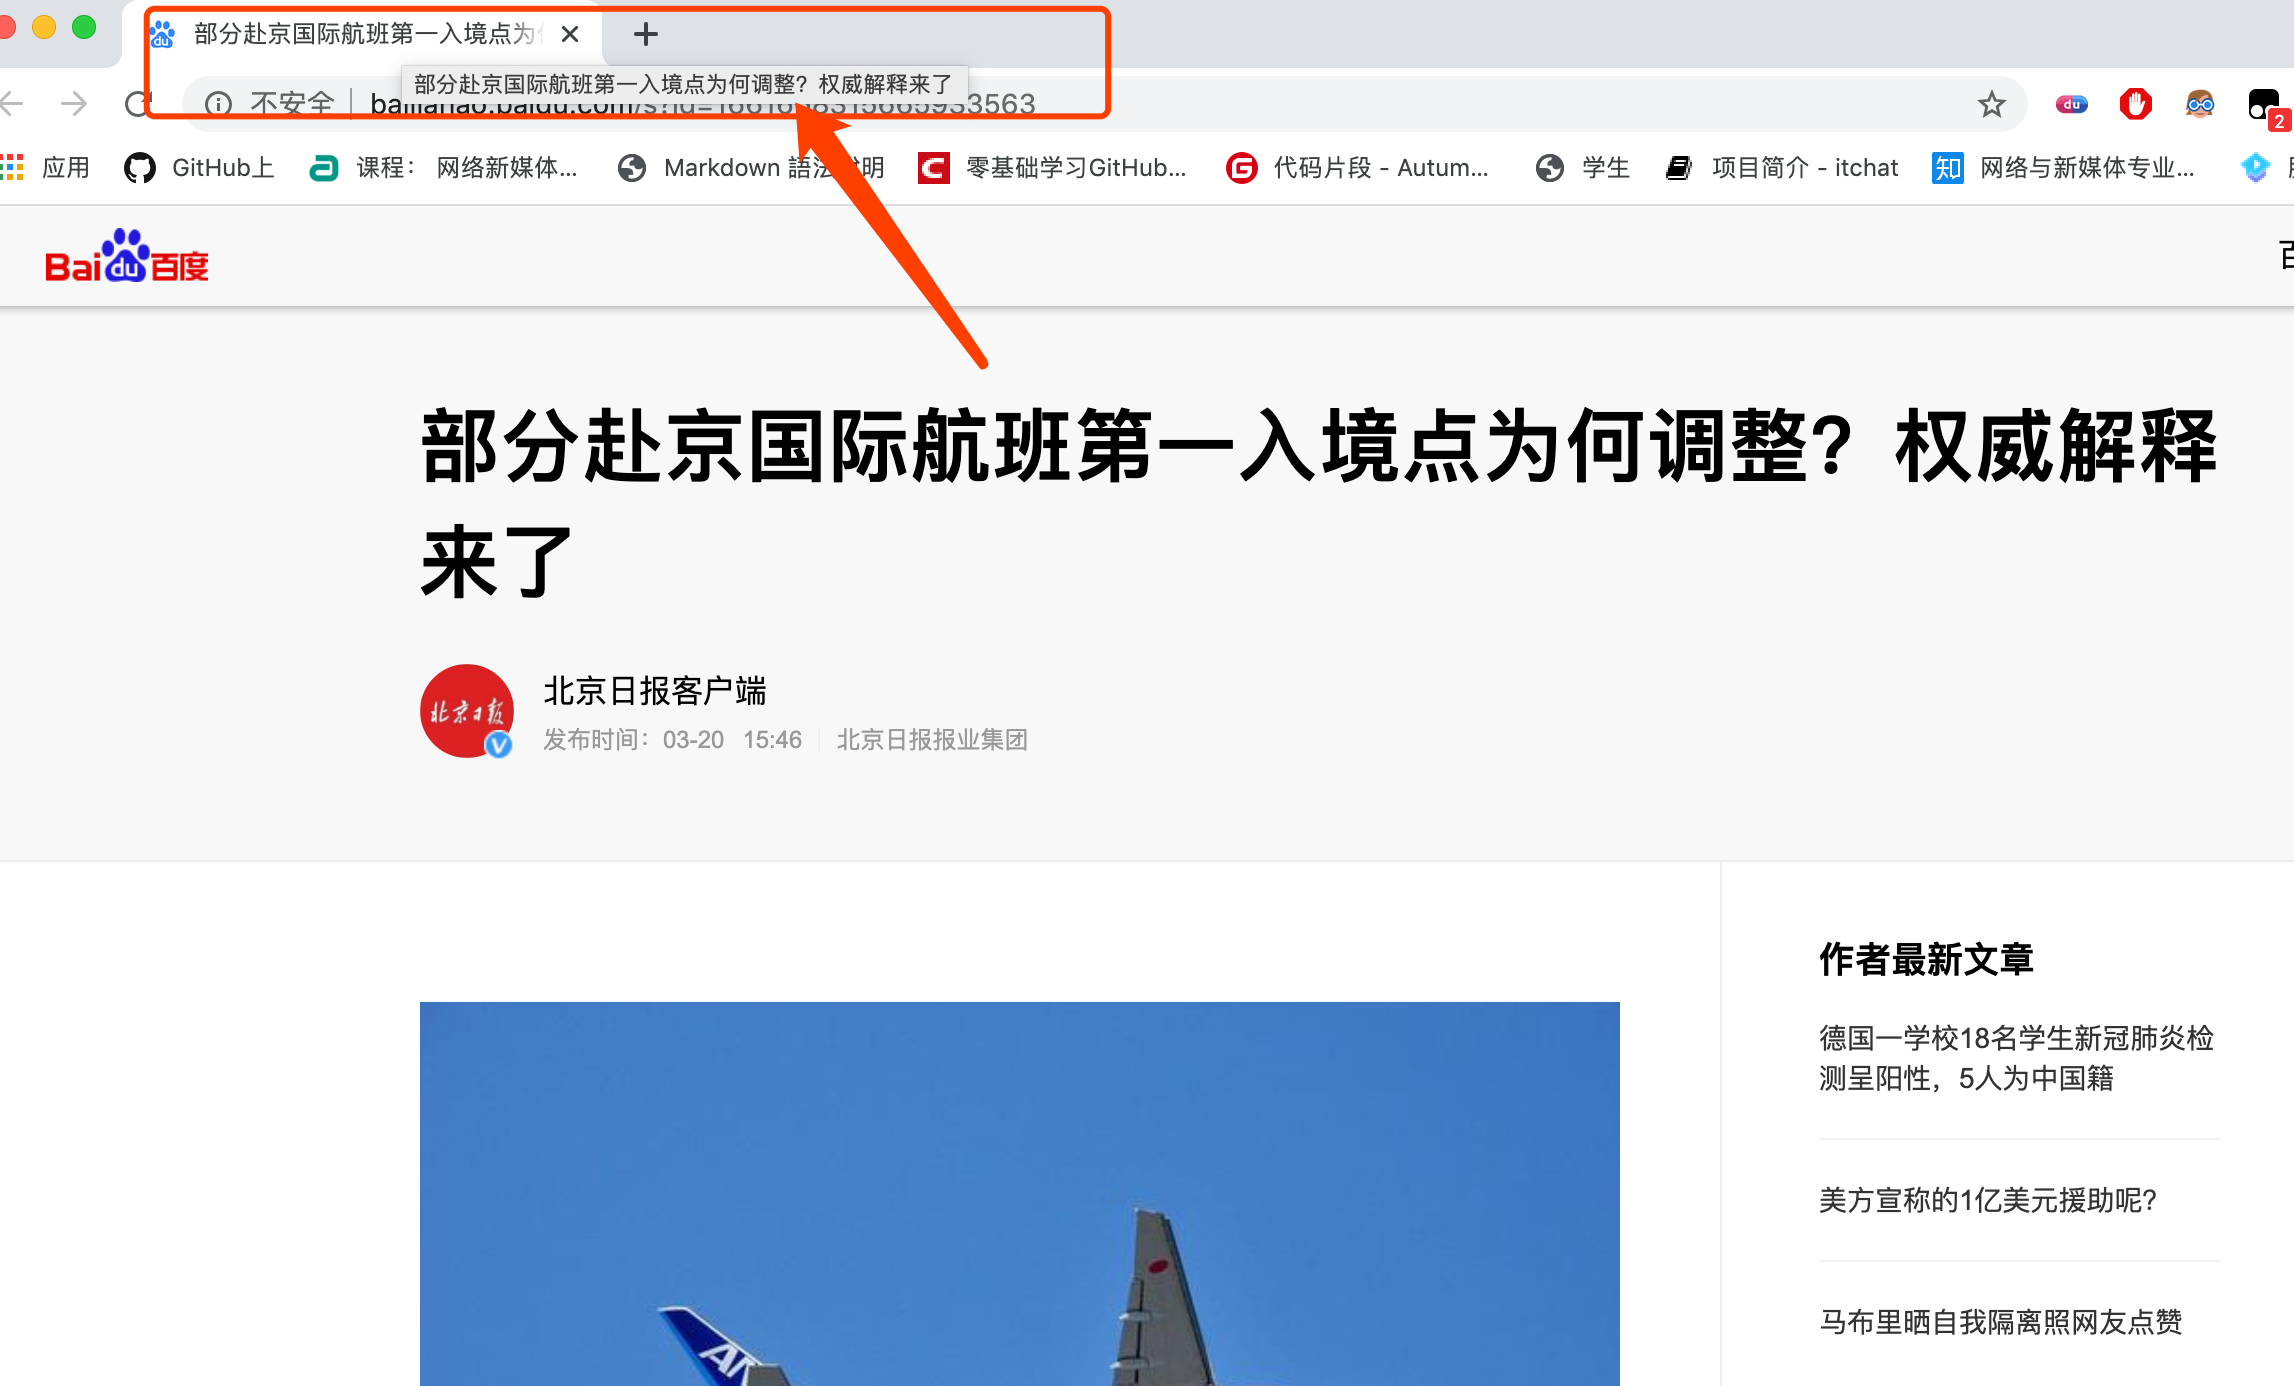 部分赴京国际航班第一入境点为
部分赴京国际航班第一入境点为何调整？权威解释来了
不安全
应用
GitHub上
课程： 网络新媒体...
Markdown 語法
明
零基础学习GitHub...
代码片段 - Autum...
学生
项目简介 - itchat
知 网络与新媒体专业...
du
2
Bai du 百度
部分赴京国际航班第一入境点为何调整？权威解释
来了
北京日报
北京日报客户端
发布时间：03-20 15:46 北京日报报业集团
作者最新文章
德国一学校18名学生新冠肺炎检
测呈阳性，5人为中国籍
美方宣称的1亿美元援助呢？
马布里晒自我隔离照网友点赞